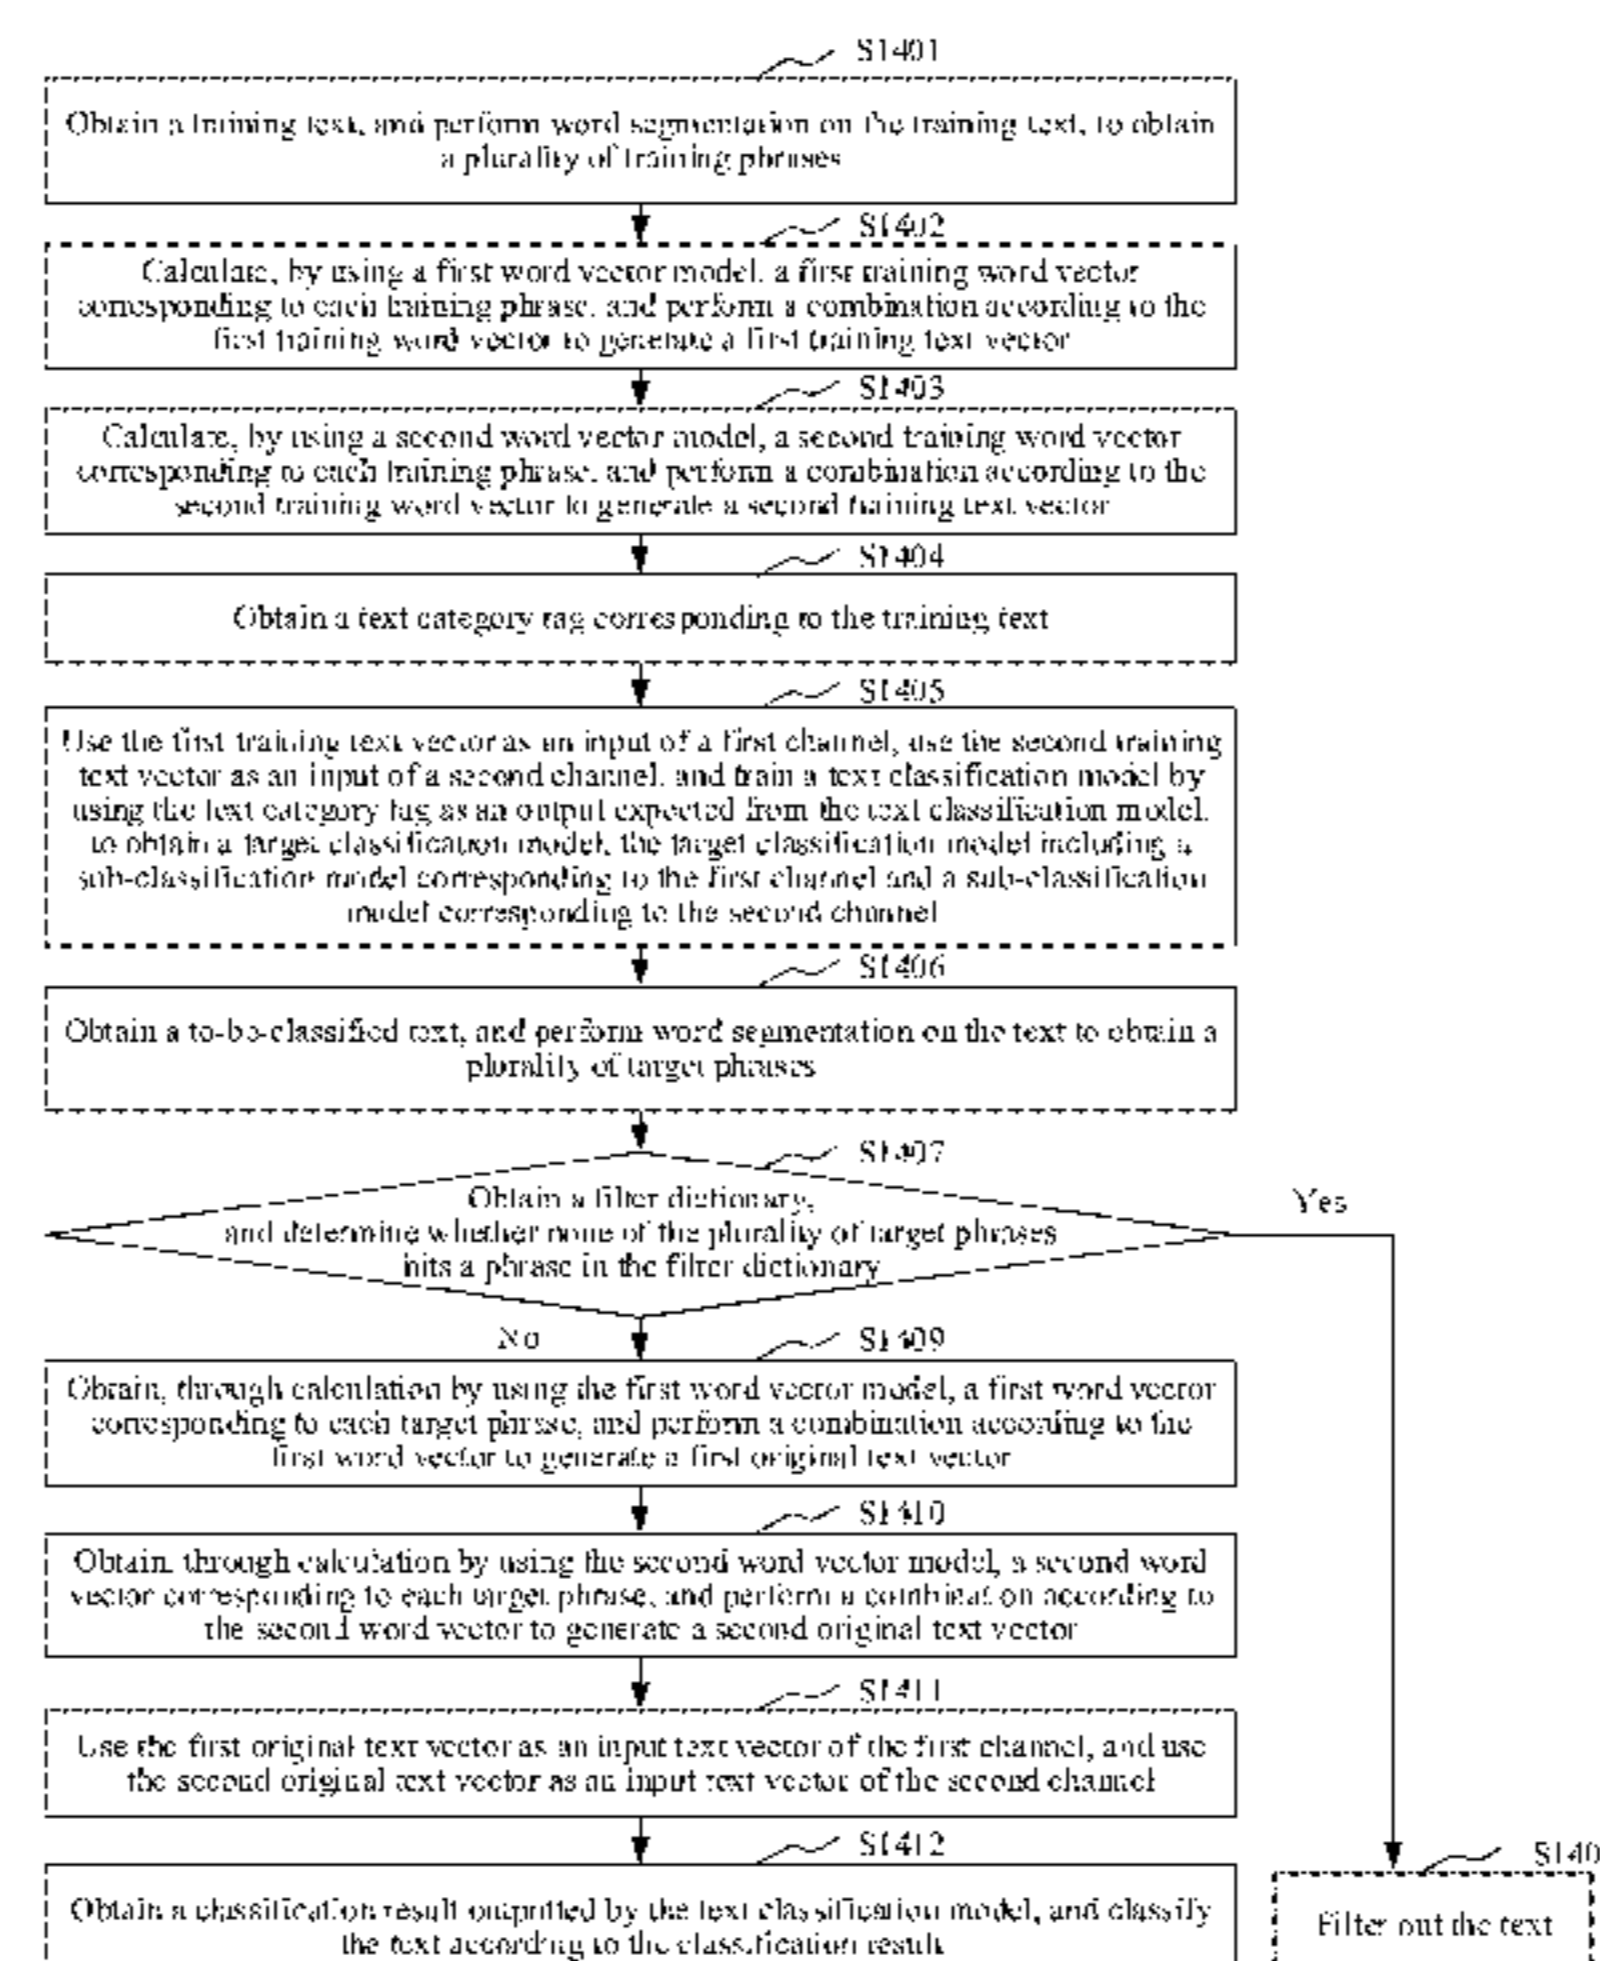 S1401
Obtain a training text, and perform word segmentation on the training text, to obtain
a plurality of training phrases
S1402
Calculate, by using a first word vector model, a first training word vector
corresponding to each training phrase, and perform a combination according to the
first training word vector to generate a first training text vector
S1403
Calculate, by using a second word vector model, a second training word vector
corresponding to each training phrase, and perform a combination according to the
second training word vector to generate a second training text vector
S1404
Obtain a text category tag corresponding to the training text
S1405
Use the first training text vector as an input of a first channel, use the second training
text vector as an input of a second channel, and train a text classification model by
using the text category tag as an output expected from the text classification model,
to obtain a target classification model, the target classification model including a
sub-classification model corresponding to the first channel and a sub-classification
model corresponding to the second channel
S1406
Obtain a to-be-classified text, and perform word segmentation on the text to obtain a
plurality of target phrases
S1407
Obtain a filter dictionary,
and determine whether none of the plurality of target phrases
hits a phrase in the filter dictionary
Yes
No
S1409
Obtain, through calculation by using the first word vector model, a first word vector
corresponding to each target phrase, and perform a combination according to the
first word vector to generate a first original text vector
S1410
Obtain, through calculation by using the second word vector model, a second word
vector corresponding to each target phrase, and perform a combination according to
the second word vector to generate a second original text vector
S1411
Use the first original text vector as an input text vector of the first channel, and use
the second original text vector as an input text vector of the second channel
S1412
Obtain a classification result outputted by the text classification model, and classify
the text according to the classification result
S140
Filter out the text